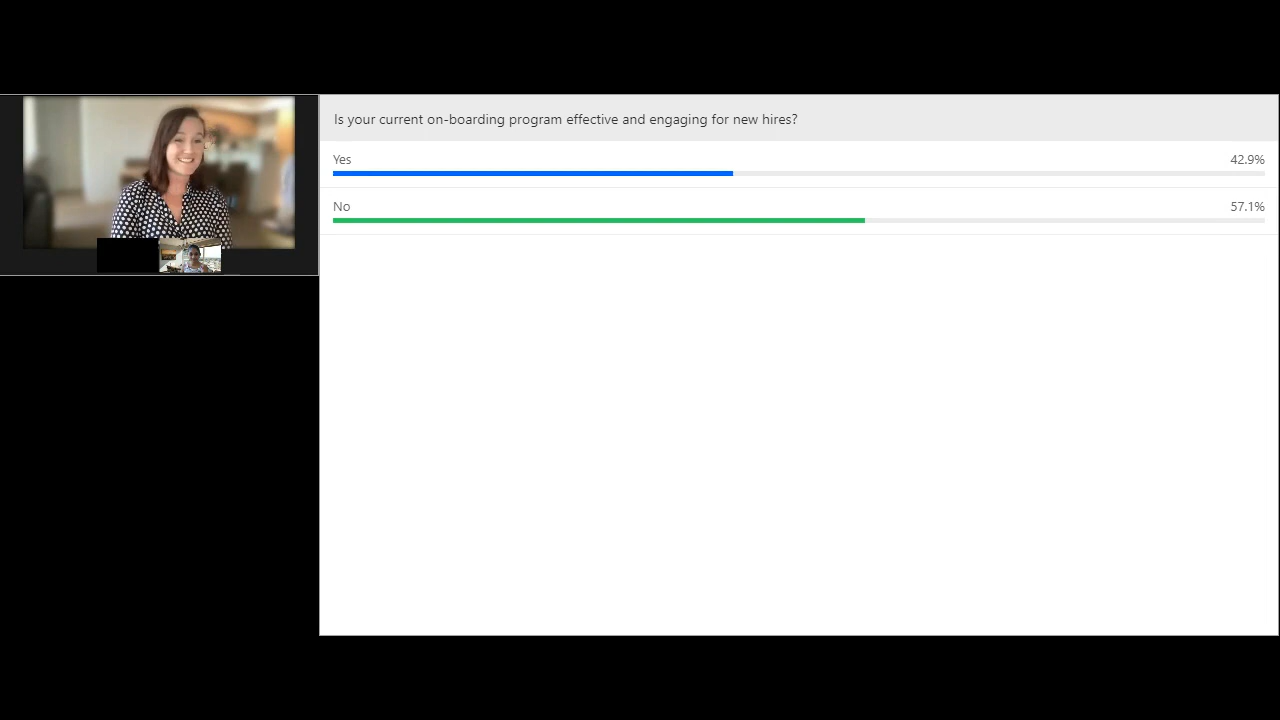 Is your current on-boarding program effective and engaging for new hires?
Yes 42.9%
No 57.1%